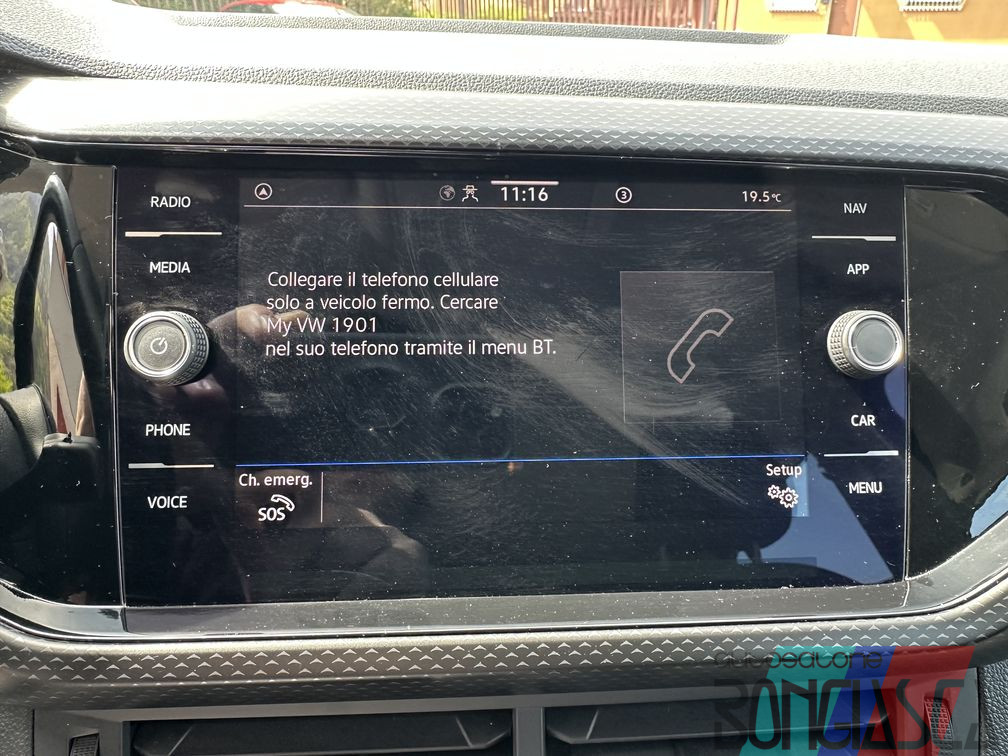 RADIO
MEDIA
PHONE
VOICE
11:16
3
19.5°C
Collegare il telefono cellulare
solo a veicolo fermo. Cercare
My VW 1901
nel suo telefono tramite il menu BT.
Ch. emerg.
SOS
Setup
NAV
APP
CAR
MENU